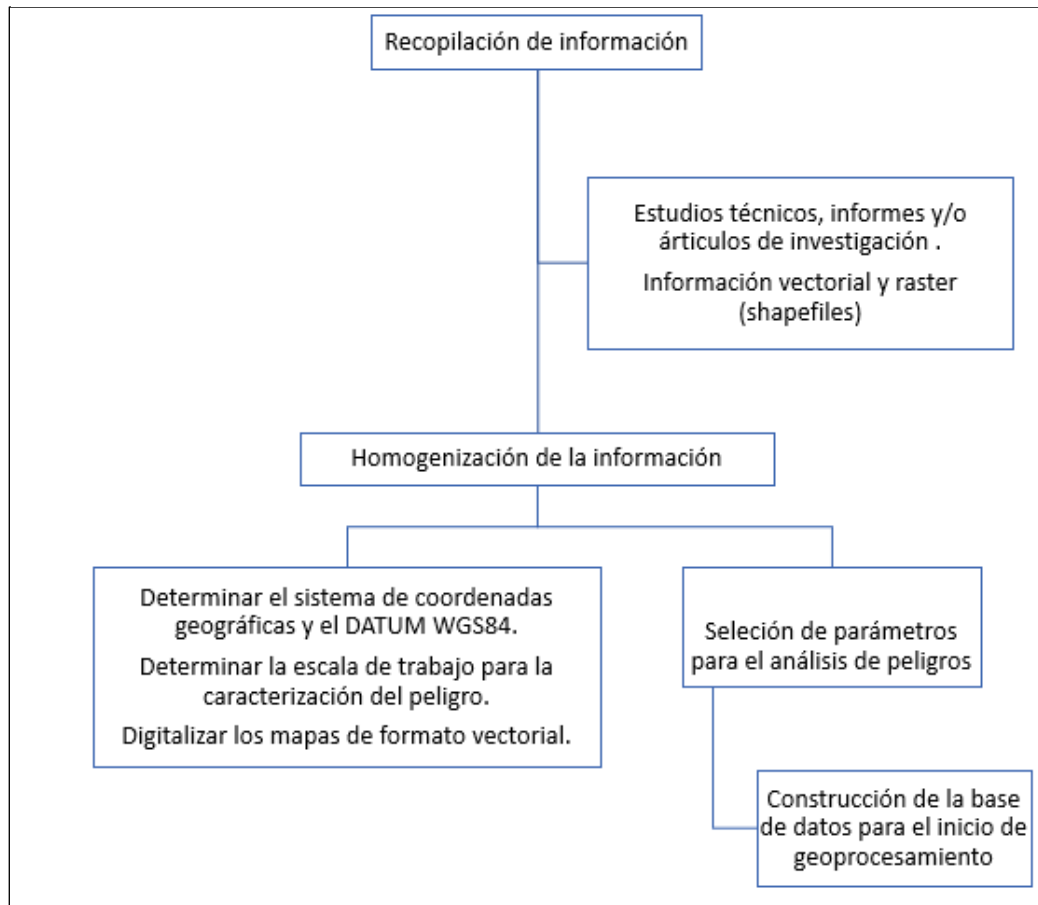 Recopilación de información
Estudios técnicos, informes y/o
árticulos de investigación .
Información vectorial y raster
(shapefiles)
Homogenización de la información
Determinar el sistema de coordenadas
geográficas y el DATUM WGS84.
Determinar la escala de trabajo para la
caracterización del peligro.
Digitalizar los mapas de formato vectorial.
Seleción de parámetros
para el análisis de peligros
Construcción de la base
de datos para el inicio de
geoprocesamiento